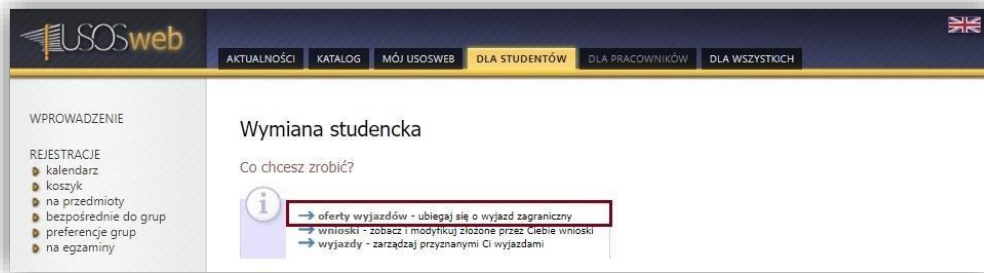 USOSweb
AKTUALNOŚCI KATALOG MÓJ USOSWEB DLA STUDENTÓW DLA PRACOWNIKÓW DLA WSZYSTKICH
WPROWADZENIE
REJESTRACJE
kalendarz
koszyk
na przedmioty
bezpośrednie do grup
preferencje grup
na egzaminy
Wymiana studencka
Co chcesz zrobić?
i
→ oferty wyjazdów - ubiegaj się o wyjazd zagraniczny
→ wnioski - zobacz i modyfikuj złożone przez Ciebie wnioski
→ wyjazdy - zarządzaj przyznanymi Ci wyjazdami